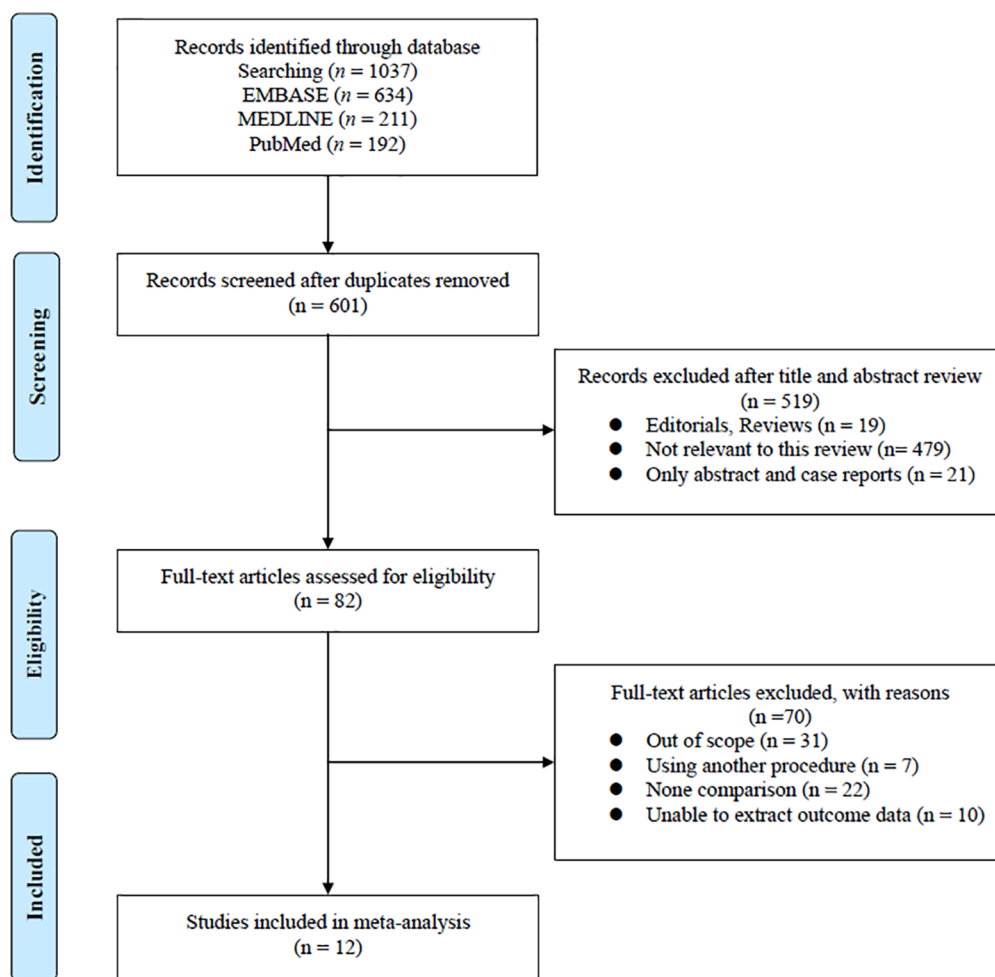 Identification
Records identified through database
Searching (n = 1037)
EMBASE (n = 634)
MEDLINE (n = 211)
PubMed (n = 192)
Screening
Records screened after duplicates removed
(n = 601)
Records excluded after title and abstract review
(n = 519)
● Editorials, Reviews (n = 19)
● Not relevant to this review (n= 479)
● Only abstract and case reports (n = 21)
Eligibility
Full-text articles assessed for eligibility
(n = 82)
Full-text articles excluded, with reasons
(n =70)
● Out of scope (n = 31)
● Using another procedure (n = 7)
● None comparison (n = 22)
● Unable to extract outcome data (n = 10)
Included
Studies included in meta-analysis
(n = 12)